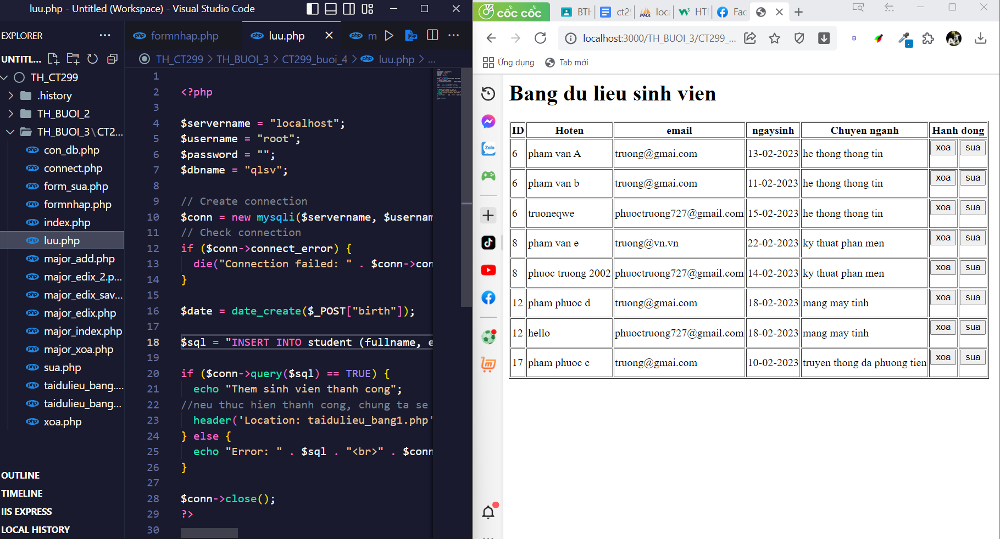 luu.php - Untitled (Workspace) - Visual Studio Code
EXPLORER
UNTITL...
TH_CT299
.history
TH_BUOI_2
TH_BUOI_3\CT2...
con_db.php
connect.php
form_sua.php
formnhap.php
index.php
luu.php
major_add.php
major_edix_2.p...
major_edix_sav...
major_edix.php
major_index.php
major_xoa.php
sua.php
taidulieu_bang....
taidulieu_bang...
xoa.php
OUTLINE
TIMELINE
IIS EXPRESS
LOCAL HISTORY
php formnhap.php
php luu.php
php m
TH_CT299 > TH_BUOI_3 > CT299_buoi_4 > php luu.php > ...
1
2 <?php
3
4 $servername = "localhost";
5 $username = "root";
6 $password = "";
7 $dbname = "qlsv";
8
9 // Create connection
10 $conn = new mysqli($servername, $usernam
11 // Check connection
12 if ($conn->connect_error) {
13 die("Connection failed: " . $conn->con
14 }
15
16 $date = date_create($_POST["birth"]);
17
18 $sql = "INSERT INTO student (fullname, e
19
20 if ($conn->query($sql) == TRUE) {
21 echo "Them sinh vien thanh cong";
22 //neu thuc hien thanh cong, chung ta se
23 header('Location: taidulieu_bang1.php'
24 } else {
25 echo "Error: " . $sql . "<br>" . $conn
26 }
27
28 $conn->close();
29 ?>
30
cốc cốc
BTH
ct29
PMA loca
HTM
Fac
localhost:3000/TH_BUOI_3/CT299_...
B
Ứng dụng
Tab mới
Zalo
Bang du lieu sinh vien
ID Hoten email ngaysinh Chuyen nganh Hanh dong
6 pham van A truong@gmai.com 13-02-2023 he thong thong tin xoa sua
6 pham van b truong@gmai.com 11-02-2023 he thong thong tin xoa sua
6 truoneqwe phuoctruong727@gmail.com 15-02-2023 he thong thong tin xoa sua
8 pham van e truong@vn.vn 22-02-2023 ky thuat phan men xoa sua
8 phuoc truong 2002 phuoctruong727@gmail.com 14-02-2023 ky thuat phan men xoa sua
12 pham phuoc d truong@gmai.com 18-02-2023 mang may tinh xoa sua
12 hello phuoctruong727@gmail.com 18-02-2023 mang may tinh xoa sua
17 pham phuoc c truong@gmai.com 10-02-2023 truyen thong da phuong tien xoa sua